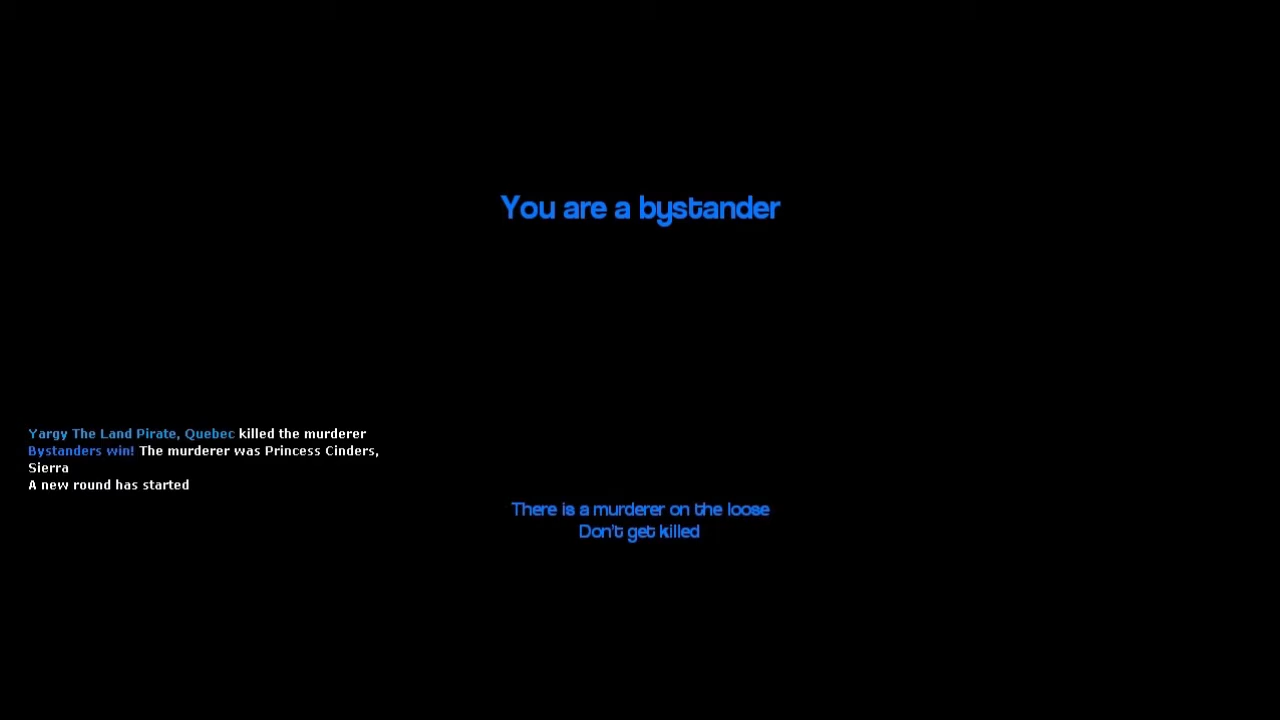 You are a bystander
Yargy The Land Pirate, Quebec killed the murderer
Bystanders win! The murderer was Princess Cinders,
Sierra
A new round has started
There is a murderer on the loose
Don't get killed